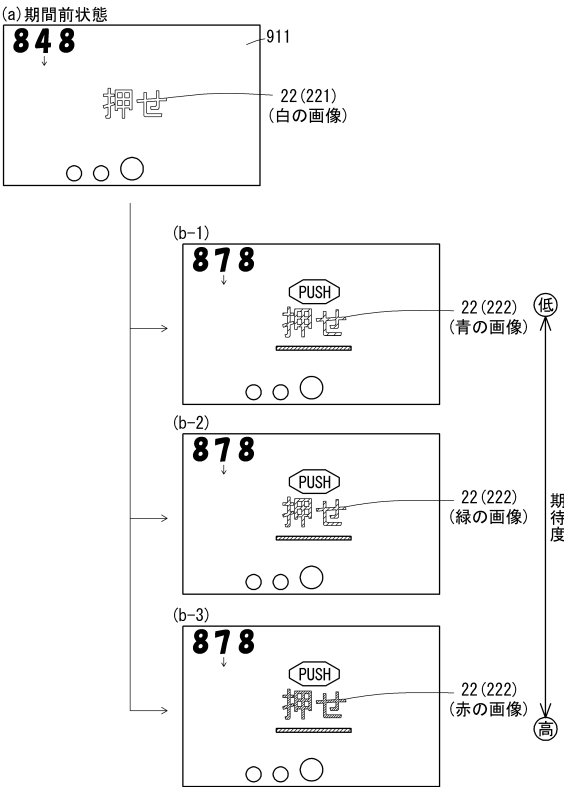 (a)期間前状態
848
↓
911
押せ
22(221)
(白の画像)
(b-1)
878
↓
PUSH
押せ
22(222)
(青の画像)
低
(b-2)
878
↓
PUSH
押せ
22(222)
(緑の画像)
期待度
(b-3)
878
↓
PUSH
押せ
22(222)
(赤の画像)
高